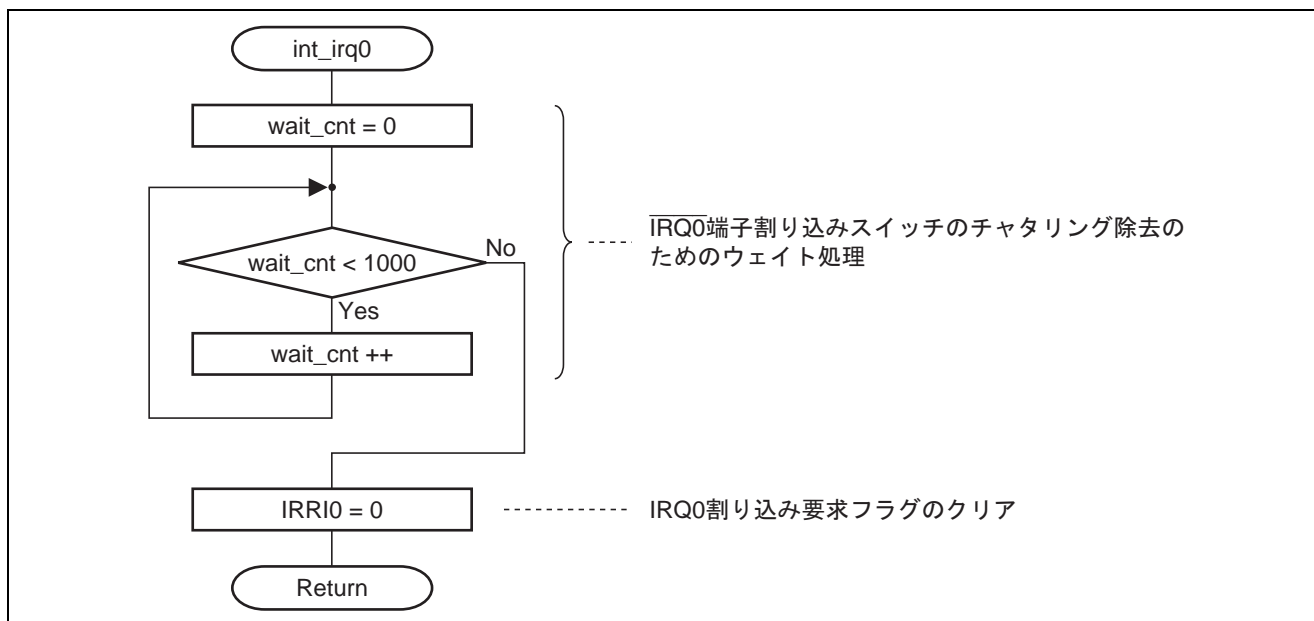 int_irq0
wait_cnt = 0
wait_cnt < 1000
No
Yes
wait_cnt ++
IRQ0端子割り込みスイッチのチャタリング除去の
ためのウェイト処理
IRRI0 = 0
IRQ0割り込み要求フラグのクリア
Return